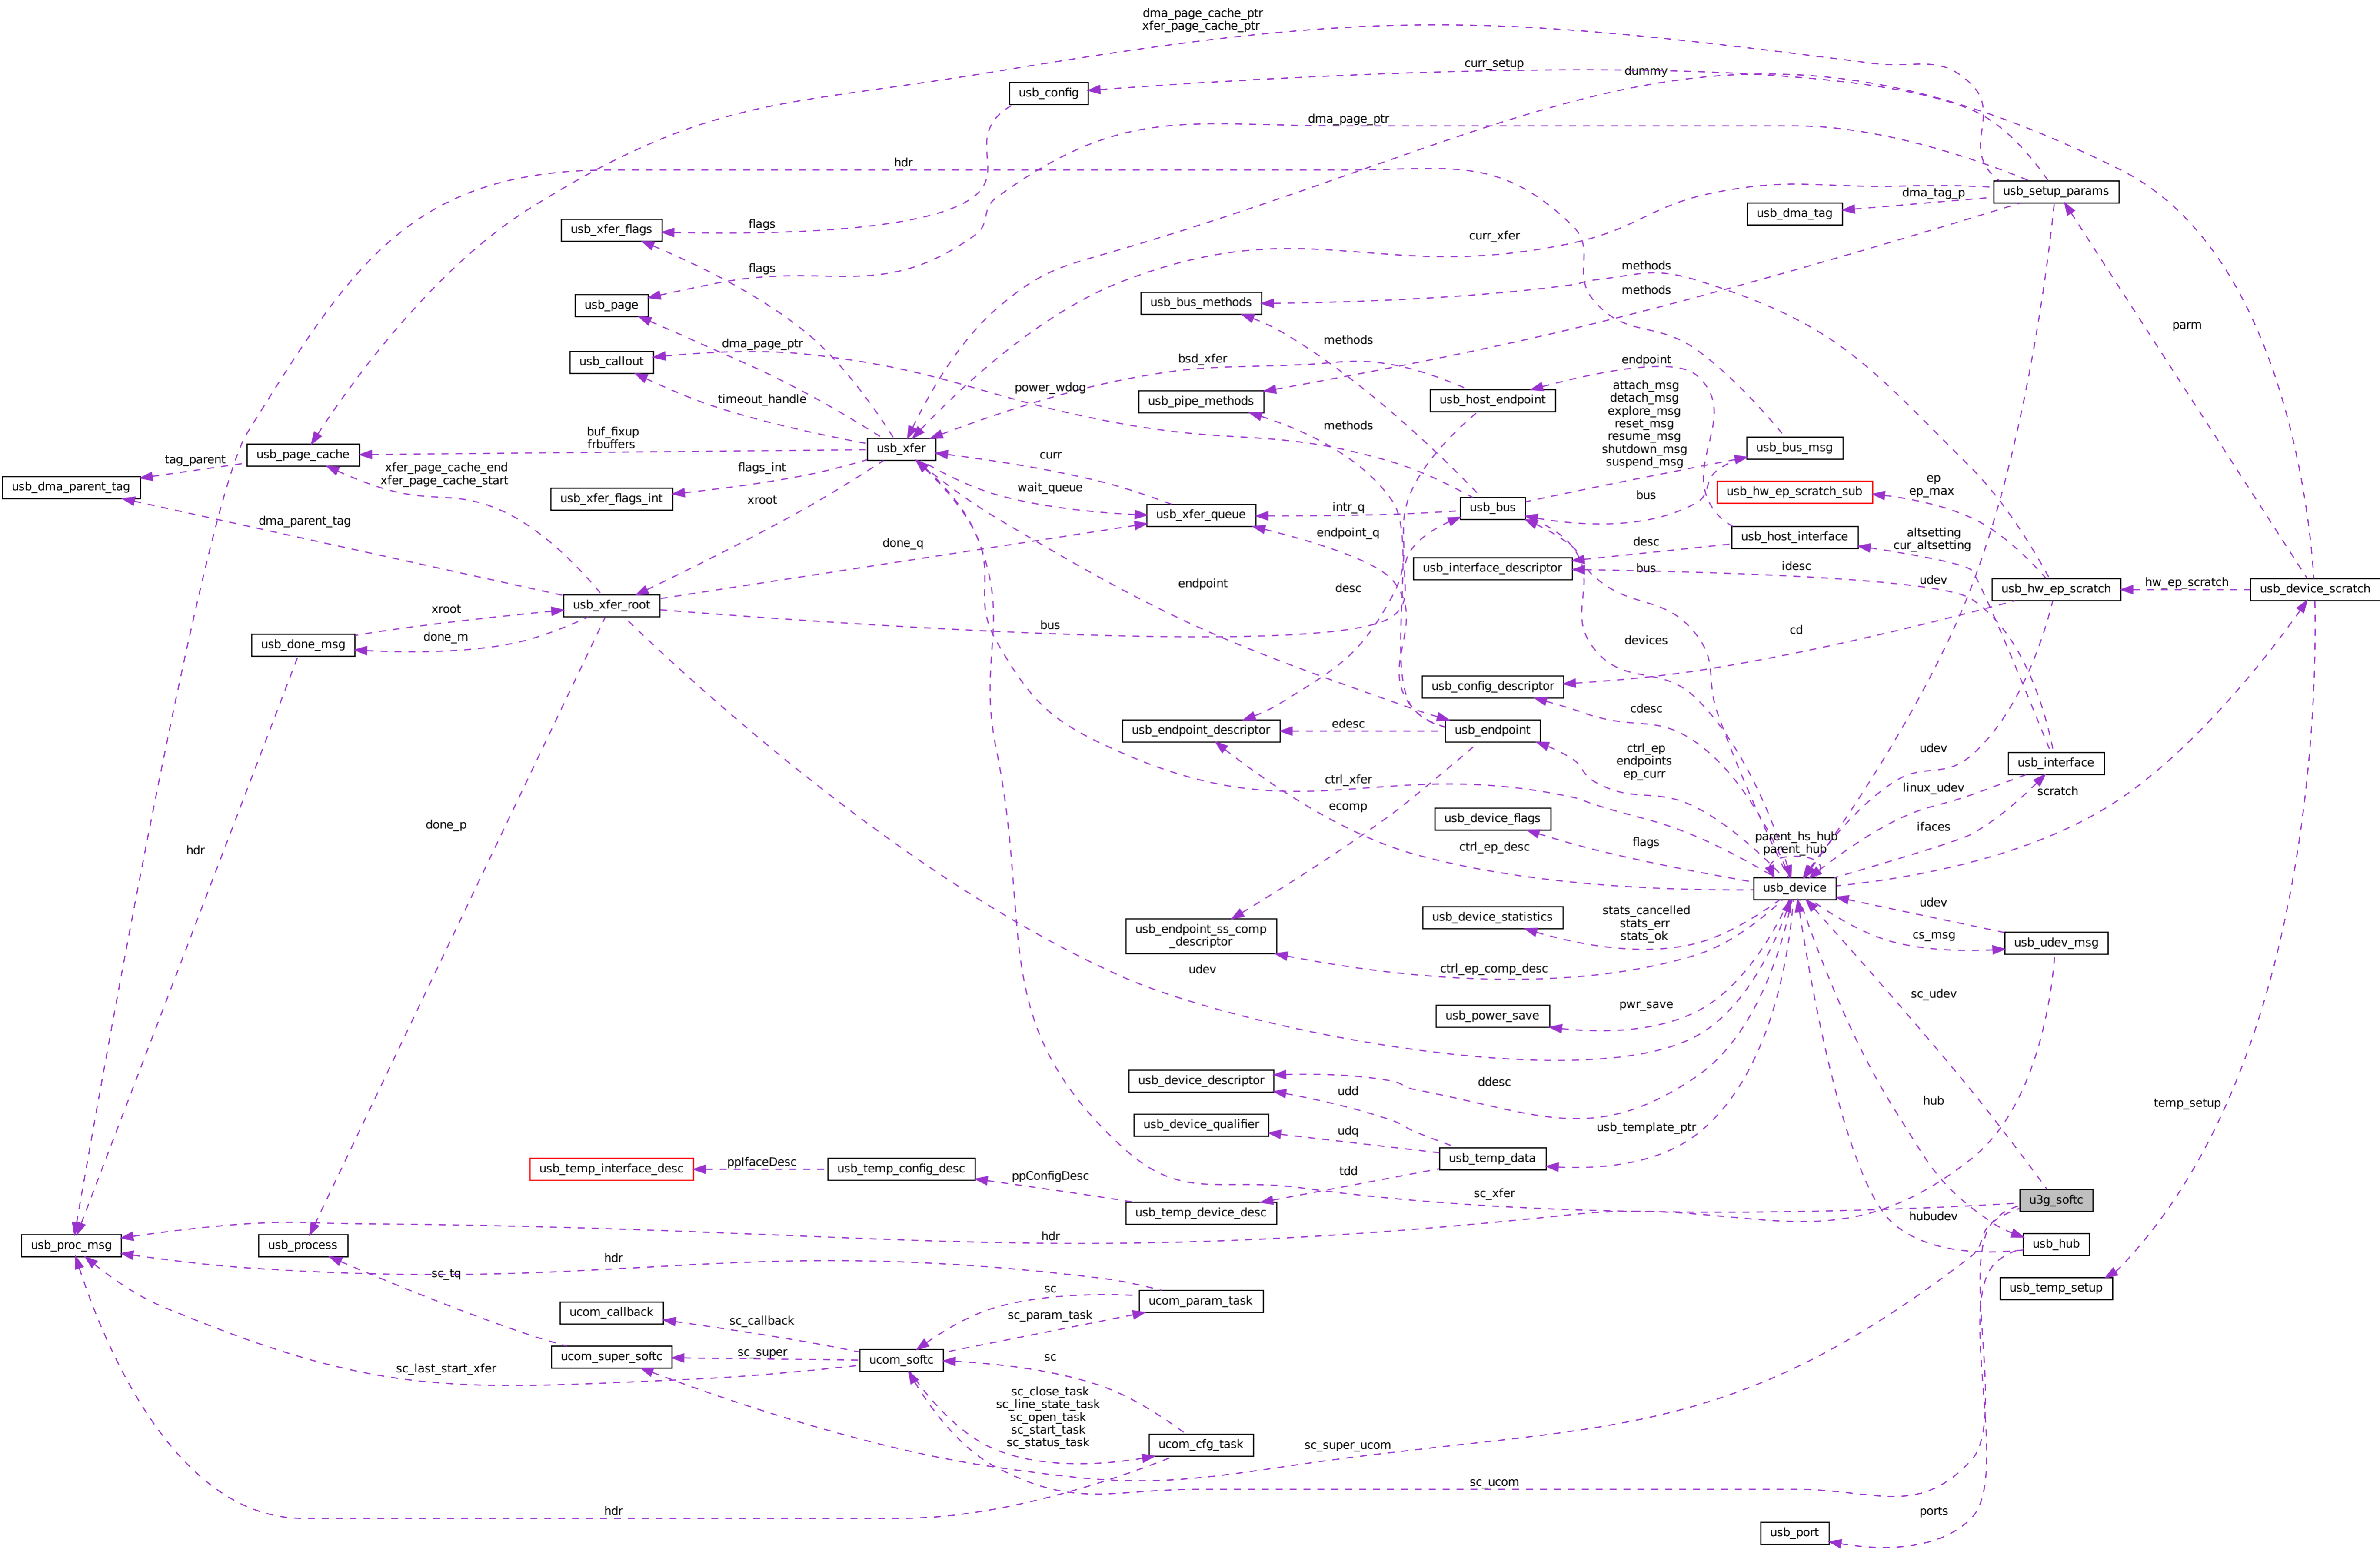 dma_page_cache_ptr
xfer_page_cache_ptr
curr_setup
dummy
usb_config
dma_page_ptr
hdr
usb_setup_params
dma_tag_p
usb_dma_tag
usb_xfer_flags
flags
curr_xfer
flags
methods
methods
usb_page
usb_bus_methods
parm
methods
dma_page_ptr
usb_callout
bsd_xfer
endpoint
power_wdog
timeout_handle
usb_pipe_methods
usb_host_endpoint
attach_msg
detach_msg
explore_msg
reset_msg
resume_msg
shutdown_msg
suspend_msg
methods
buf_fixup
frbuffers
usb_xfer
usb_bus_msg
usb_page_cache
tag_parent
curr
xfer_page_cache_end
xfer_page_cache_start
flags_int
ep
ep_max
usb_dma_parent_tag
wait_queue
usb_xfer_flags_int
xroot
bus
usb_hw_ep_scratch_sub
intr_q
usb_bus
usb_xfer_queue
dma_parent_tag
endpoint_q
altsetting
cur_altsetting
usb_host_interface
done_q
desc
usb_interface_descriptor
bus
idesc
endpoint
udev
hw_ep_scratch
desc
usb_hw_ep_scratch
usb_device_scratch
usb_xfer_root
xroot
done_m
bus
cd
devices
usb_done_msg
usb_config_descriptor
cdesc
usb_endpoint_descriptor
edesc
usb_endpoint
ctrl_ep
endpoints
ep_curr
udev
usb_interface
ctrl_xfer
linux_udev
scratch
ecomp
usb_device_flags
done_p
ifaces
parent_hs_hub
parent_hub
hdr
flags
ctrl_ep_desc
usb_device
stats_cancelled
stats_err
stats_ok
usb_device_statistics
udev
usb_endpoint_ss_comp
_descriptor
cs_msg
usb_udev_msg
udev
ctrl_ep_comp_desc
sc_udev
pwr_save
usb_power_save
usb_device_descriptor
ddesc
udd
hub
temp_setup
usb_device_qualifier
udq
usb_template_ptr
usb_temp_data
usb_temp_interface_desc
ppIfaceDesc
usb_temp_config_desc
ppConfigDesc
tdd
sc_xfer
u3g_softc
usb_temp_device_desc
hubudev
hdr
usb_proc_msg
usb_process
usb_hub
hdr
sc_tq
sc
usb_temp_setup
ucom_param_task
ucom_callback
sc_callback
sc_param_task
sc_super
ucom_super_softc
ucom_softc
sc
sc_last_start_xfer
sc_close_task
sc_line_state_task
sc_open_task
sc_start_task
sc_status_task
ucom_cfg_task
sc_super_ucom
sc_ucom
hdr
ports
usb_port